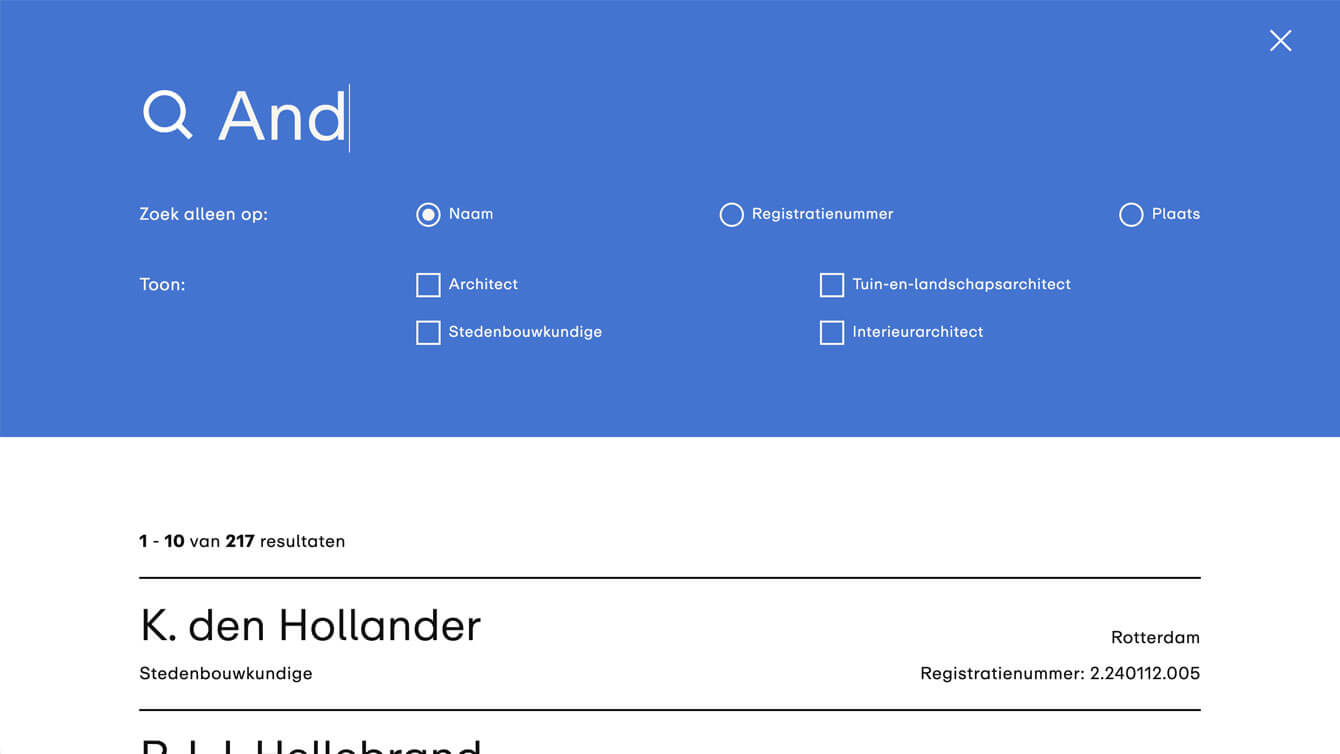 And
Zoek alleen op:
Naam
Registratienummer
Plaats
Toon:
Architect
Tuin-en-landschapsarchitect
Stedenbouwkundige
Interieurarchitect
1 - 10 van 217 resultaten
K. den Hollander
Rotterdam
Stedenbouwkundige
Registratienummer: 2.240112.005